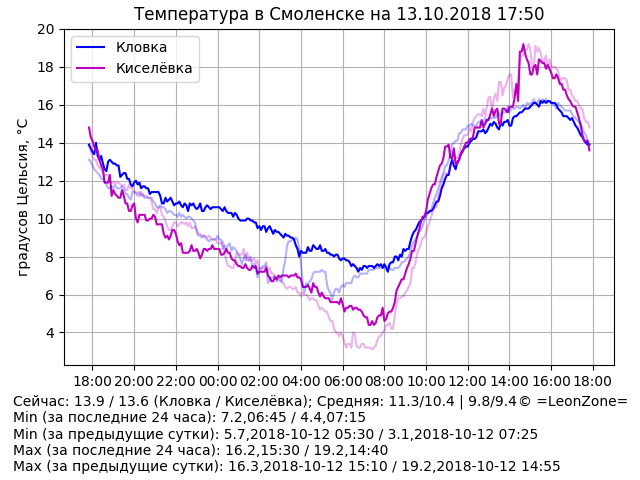 Температура в Смоленске на 13.10.2018 17:50
градусов Цельсия, °C
20
18
16
14
12
10
8
6
4
Кловка
Киселёвка
18:00 20:00 22:00 00:00 02:00 04:00 06:00 08:00 10:00 12:00 14:00 16:00 18:00
Сейчас: 13.9 / 13.6 (Кловка / Киселёвка); Средняя: 11.3/10.4 | 9.8/9.4© =LeonZone=
Min (за последние 24 часа): 7.2,06:45 / 4.4,07:15
Min (за предыдущие сутки): 5.7,2018-10-12 05:30 / 3.1,2018-10-12 07:25
Max (за последние 24 часа): 16.2,15:30 / 19.2,14:40
Max (за предыдущие сутки): 16.3,2018-10-12 15:10 / 19.2,2018-10-12 14:55